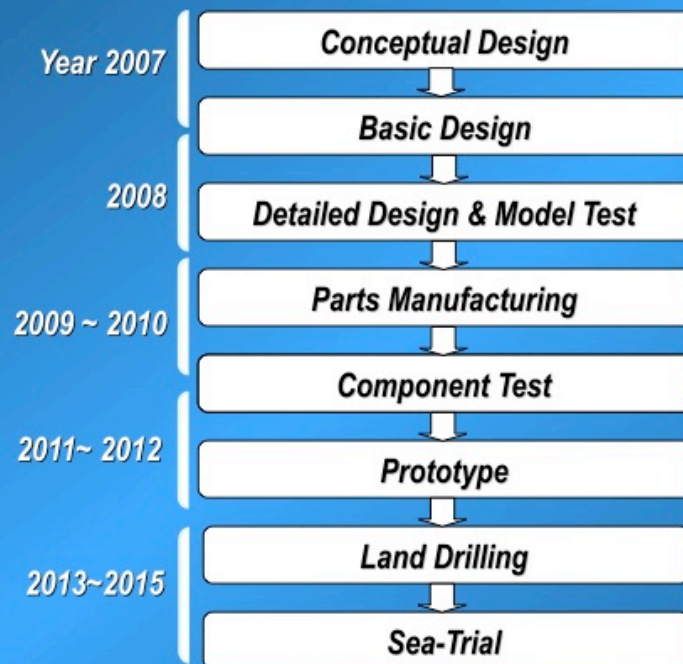 Year 2007
Conceptual Design
Basic Design
2008
Detailed Design & Model Test
2009 ~ 2010
Parts Manufacturing
Component Test
2011~ 2012
Prototype
2013~2015
Land Drilling
Sea-Trial